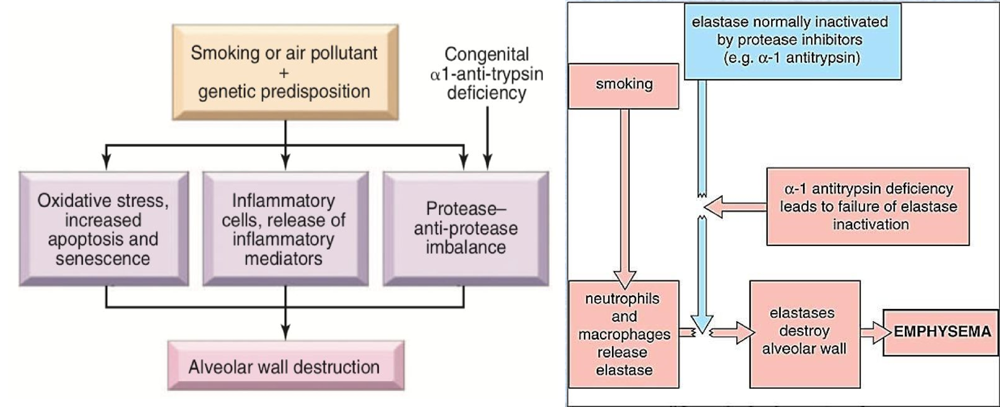 Smoking or air pollutant
+
genetic predisposition
Congenital
α1-anti-trypsin
deficiency
Oxidative stress,
increased
apoptosis and
senescence
Inflammatory
cells, release of
inflammatory
mediators
Protease–
anti-protease
imbalance
Alveolar wall destruction
elastase normally inactivated
by protease inhibitors
(e.g. α-1 antitrypsin)
smoking
α-1 antitrypsin deficiency
leads to failure of elastase
inactivation
neutrophils
and
macrophages
release
elastase
elastases
destroy
alveolar wall
EMPHYSEMA